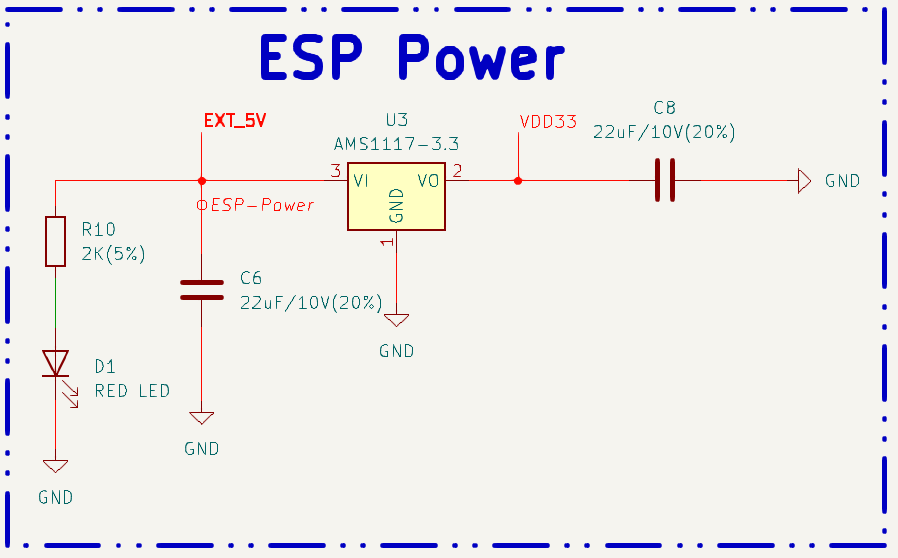 ESP Power
EXT_5V
U3
AMS1117-3.3
VDD33
C8
22uF/10V(20%)
3
VI
VO
2
GND
GND
ESP-Power
1
R10
2K(5%)
C6
22uF/10V(20%)
GND
D1
RED LED
GND
GND